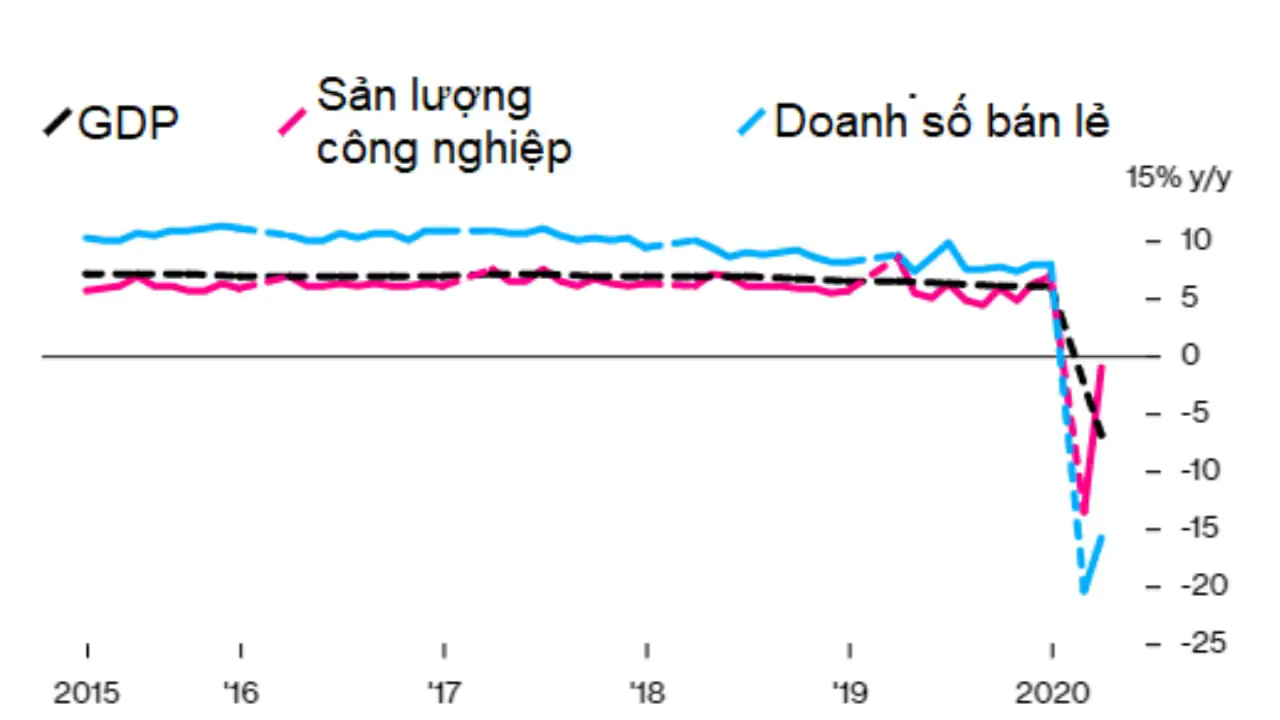 GDP
Sản lượng
công nghiệp
Doanh số bán lẻ
15% y/y
10
5
0
-5
-10
-15
-20
-25
2015 '16 '17 '18 '19 2020